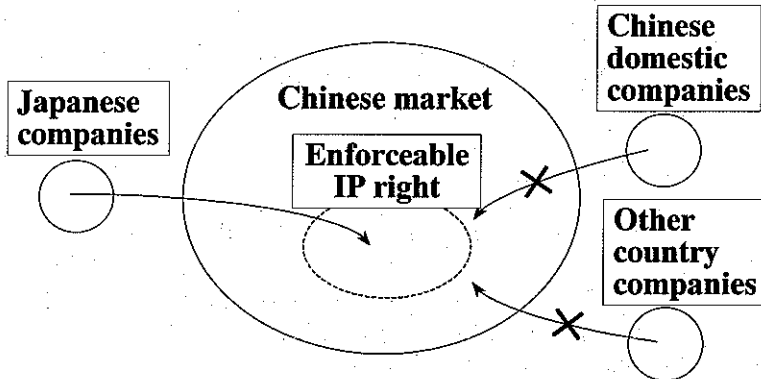 Japanese
companies
Chinese market
Enforceable
IP right
Chinese
domestic
companies
Other
country
companies